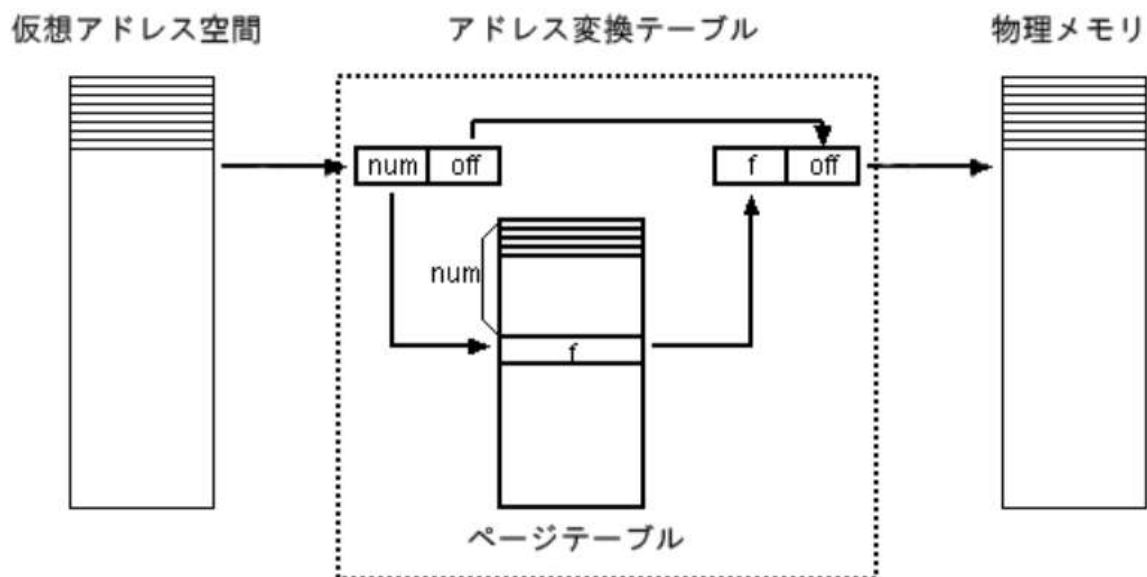 仮想アドレス空間
アドレス変換テーブル
物理メモリ
num off
f off
num
f
ページテーブル